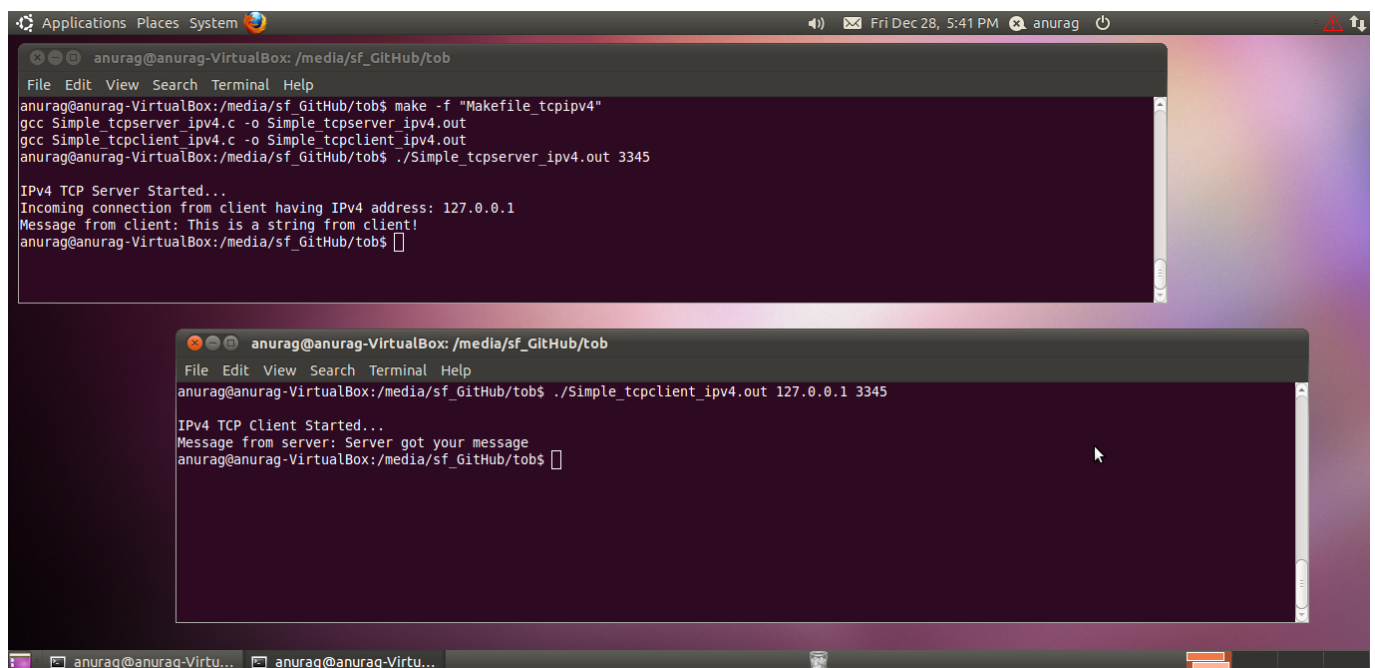 Applications Places System Fri Dec 28, 5:41 PM anurag
anurag@anurag-VirtualBox: /media/sf_GitHub/tob
File Edit View Search Terminal Help
anurag@anurag-VirtualBox:/media/sf_GitHub/tob$ make -f "Makefile_tcpipv4"
gcc Simple_tcpserver_ipv4.c -o Simple_tcpserver_ipv4.out
gcc Simple_tcpclient_ipv4.c -o Simple_tcpclient_ipv4.out
anurag@anurag-VirtualBox:/media/sf_GitHub/tob$ ./Simple_tcpserver_ipv4.out 3345
IPv4 TCP Server Started...
Incoming connection from client having IPv4 address: 127.0.0.1
Message from client: This is a string from client!
anurag@anurag-VirtualBox:/media/sf_GitHub/tob$
anurag@anurag-VirtualBox: /media/sf_GitHub/tob
File Edit View Search Terminal Help
anurag@anurag-VirtualBox:/media/sf_GitHub/tob$ ./Simple_tcpclient_ipv4.out 127.0.0.1 3345
IPv4 TCP Client Started...
Message from server: Server got your message
anurag@anurag-VirtualBox:/media/sf_GitHub/tob$
anurag@anurag-Virtu... anurag@anurag-Virtu...